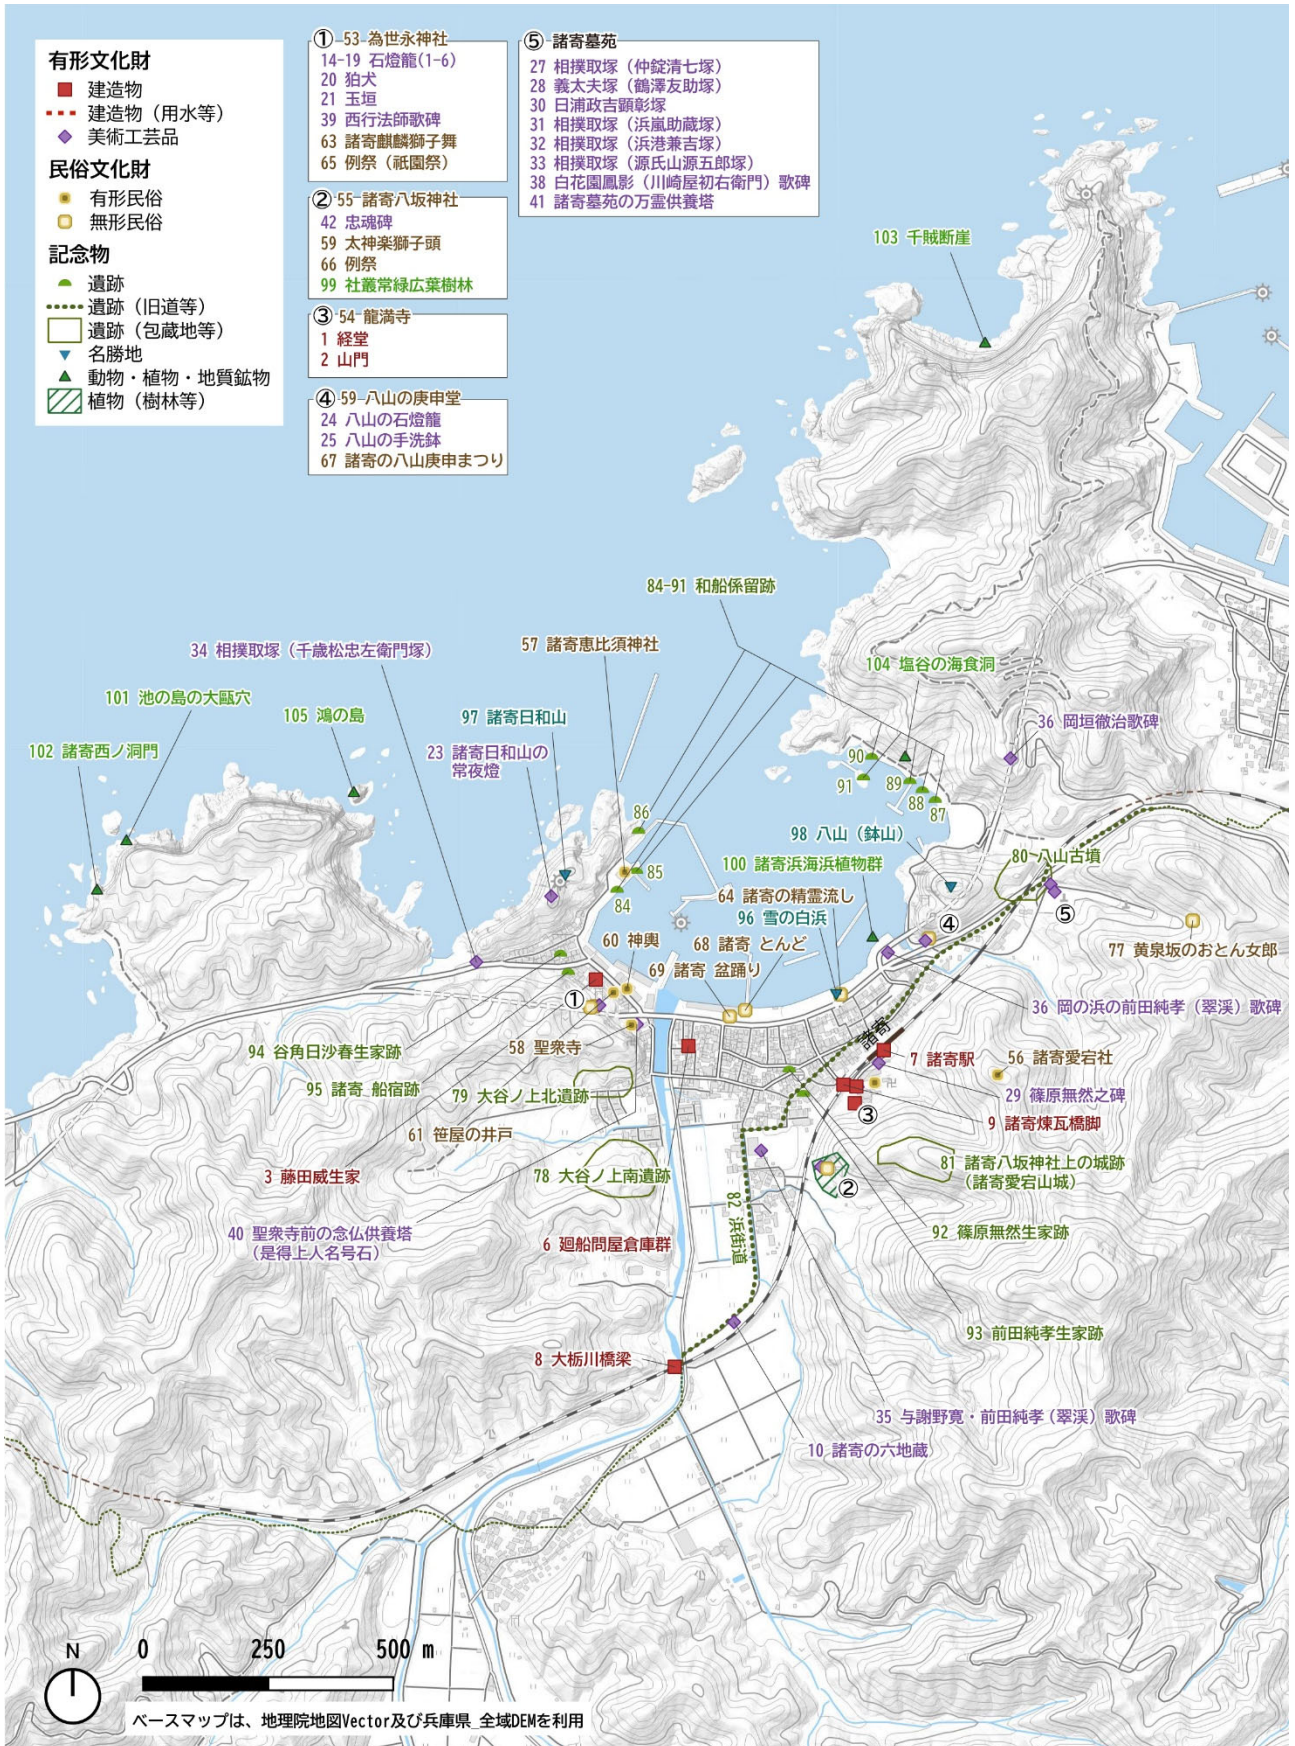 有形文化財
建造物
建造物（用水等）
美術工芸品
民俗文化財
有形民俗
無形民俗
記念物
遺跡
遺跡（旧道等）
遺跡（包蔵地等）
名勝地
動物・植物・地質鉱物
植物（樹林等）
① 53 為世永神社
14-19 石燈籠(1-6)
20 狛犬
21 玉垣
39 西行法師歌碑
63 諸寄麒麟獅子舞
65 例祭（祇園祭）
② 55 諸寄八坂神社
42 忠魂碑
59 太神楽獅子頭
66 例祭
99 社叢常緑広葉樹林
③ 54 龍満寺
1 経堂
2 山門
④ 59 八山の庚申堂
24 八山の石燈籠
25 八山の手洗鉢
67 諸寄の八山庚申まつり
⑤ 諸寄墓苑
27 相撲取塚（仲錠清七塚）
28 義太夫塚（鶴澤友助塚）
30 日浦政吉顕彰塚
31 相撲取塚（浜嵐助蔵塚）
32 相撲取塚（浜港兼吉塚）
33 相撲取塚（源氏山源五郎塚）
38 白花園鳳影（川崎屋初右衛門）歌碑
41 諸寄墓苑の万霊供養塔
103 千賊断崖
84-91 和船係留跡
57 諸寄恵比須神社
34 相撲取塚（千歳松忠左衛門塚）
104 塩谷の海食洞
101 池の島の大甌穴
105 鴻の島
97 諸寄日和山
36 岡垣徹治歌碑
102 諸寄西ノ洞門
23 諸寄日和山の
常夜燈
90
91
89
88
87
86
85
84
98 八山（鉢山）
80 八山古墳
100 諸寄浜海浜植物群
64 諸寄の精霊流し
96 雪の白浜
④
⑤
60 神輿
68 諸寄 とんど
69 諸寄 盆踊り
77 黄泉坂のおとん女郎
①
36 岡の浜の前田純孝（翠渓）歌碑
諸寄
94 谷角日沙春生家跡
58 聖衆寺
7 諸寄駅
56 諸寄愛宕社
95 諸寄 船宿跡
79 大谷ノ上北遺跡
29 篠原無然之碑
③
9 諸寄煉瓦橋脚
61 笹屋の井戸
3 藤田威生家
78 大谷ノ上南遺跡
81 諸寄八坂神社上の城跡
（諸寄愛宕山城）
②
82 浜街道
40 聖衆寺前の念仏供養塔
（是得上人名号石）
6 廻船問屋倉庫群
92 篠原無然生家跡
93 前田純孝生家跡
8 大栃川橋梁
35 与謝野寛・前田純孝（翠渓）歌碑
10 諸寄の六地蔵
N
0 250 500 m
ベースマップは、地理院地図Vector及び兵庫県_全域DEMを利用